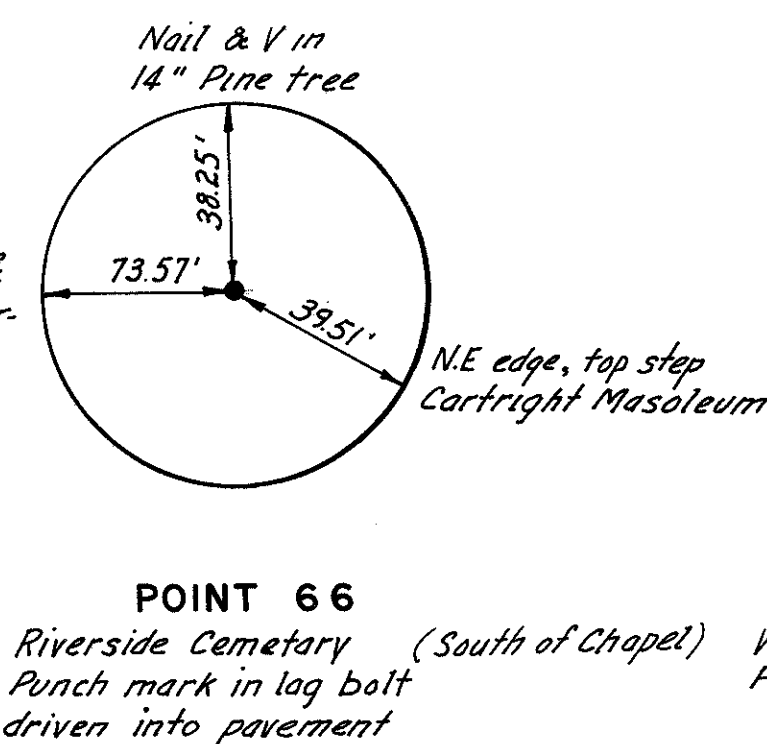 Nail & V in
14" Pine tree
38.25'
73.57'
39.51'
N.E edge, top step
Cartright Masoleum
POINT 66
Riverside Cemetary (South of Chapel)
Punch mark in lag bolt
driven into pavement